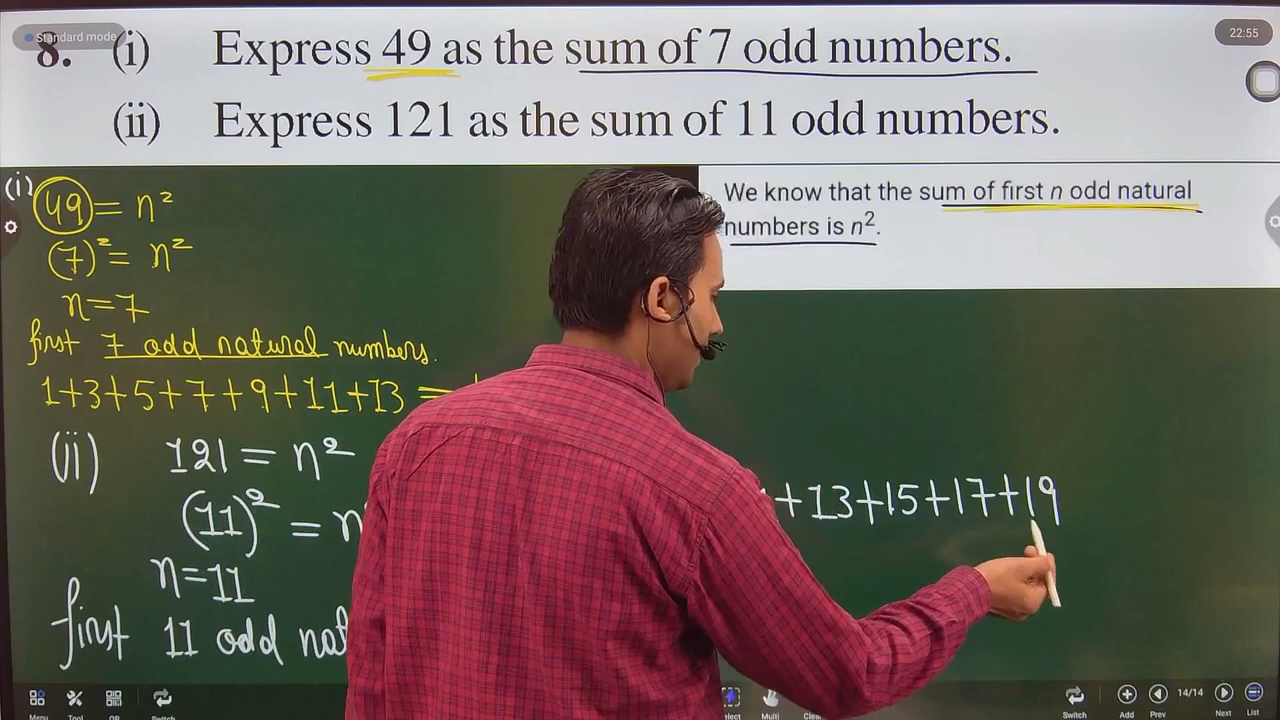 Standard mode
22:55
8. (i) Express 49 as the sum of 7 odd numbers.
(ii) Express 121 as the sum of 11 odd numbers.
We know that the sum of first n odd natural
numbers is n².
(i) 49 = n²
(7)² = n²
n=7
first 7 odd natural numbers.
1+3+5+7+9+11+13 =
(ii) 121 = n²
(11)² = n
n=11
first 11 odd nat
+13+15+17+19
Menu Tool QR Switch Multi Switch Add Prev 14/14 Next List